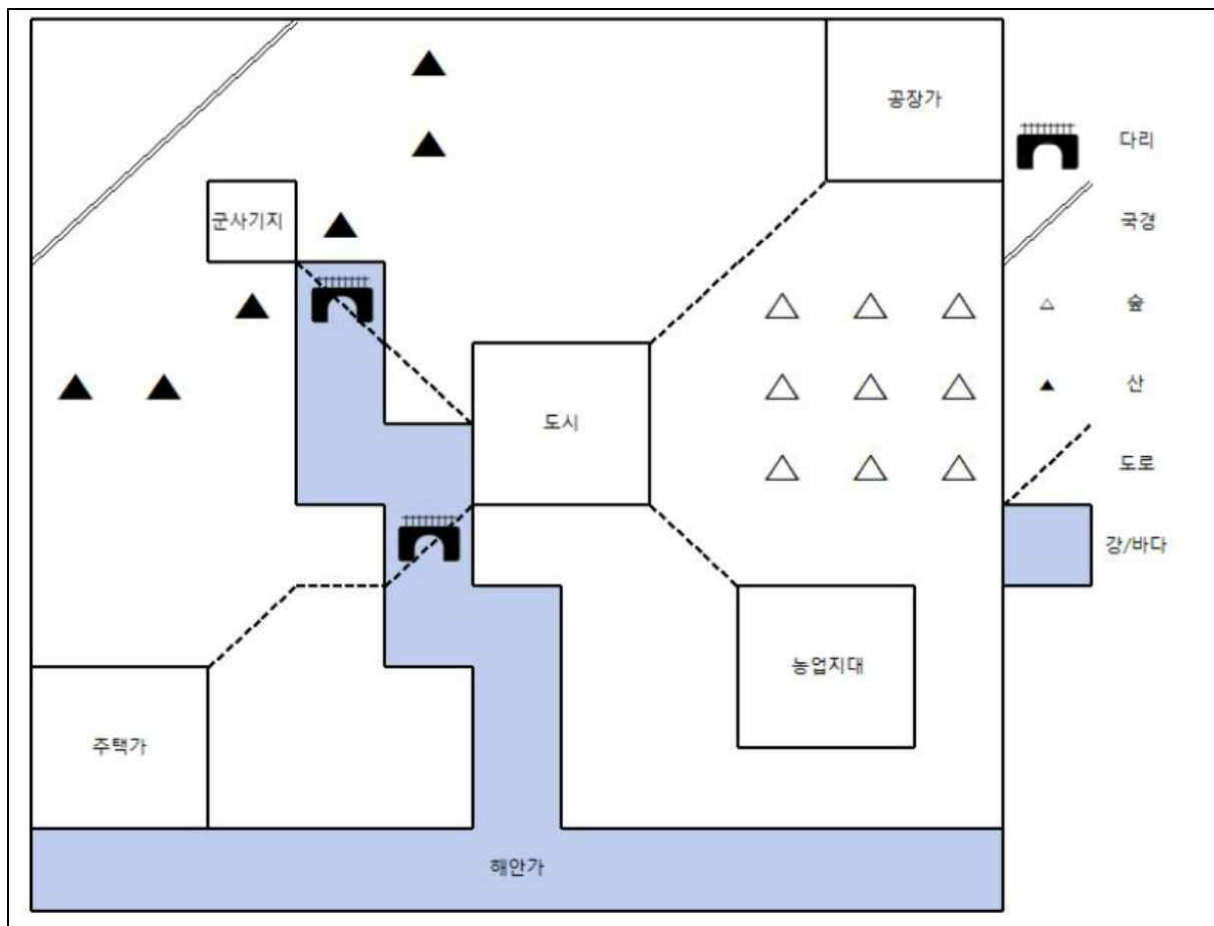 공장가
다리
군사기지
국경
숲
산
도시
도로
강/바다
농업지대
주택가
해안가